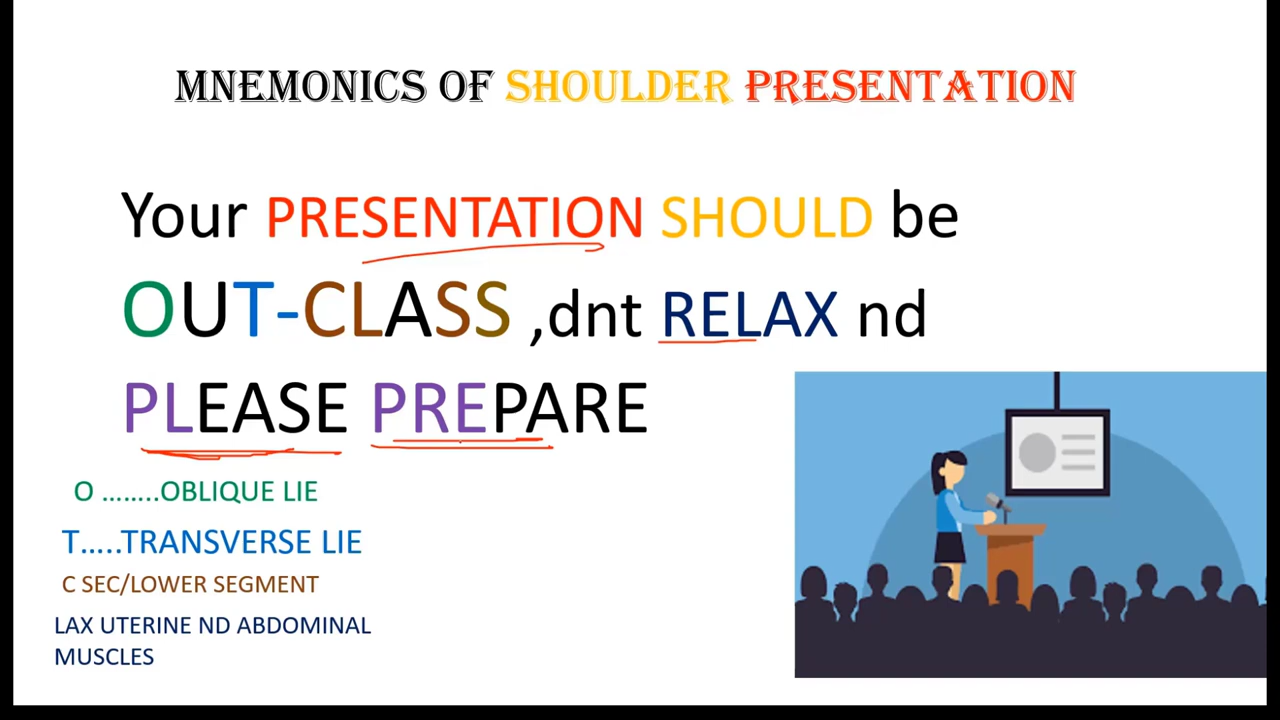 MNEMONICS OF SHOULDER PRESENTATION
Your PRESENTATION SHOULD be
OUT-CLASS ,dnt RELAX nd
PLEASE PREPARE
O ........OBLIQUE LIE
T.....TRANSVERSE LIE
C SEC/LOWER SEGMENT
LAX UTERINE ND ABDOMINAL
MUSCLES